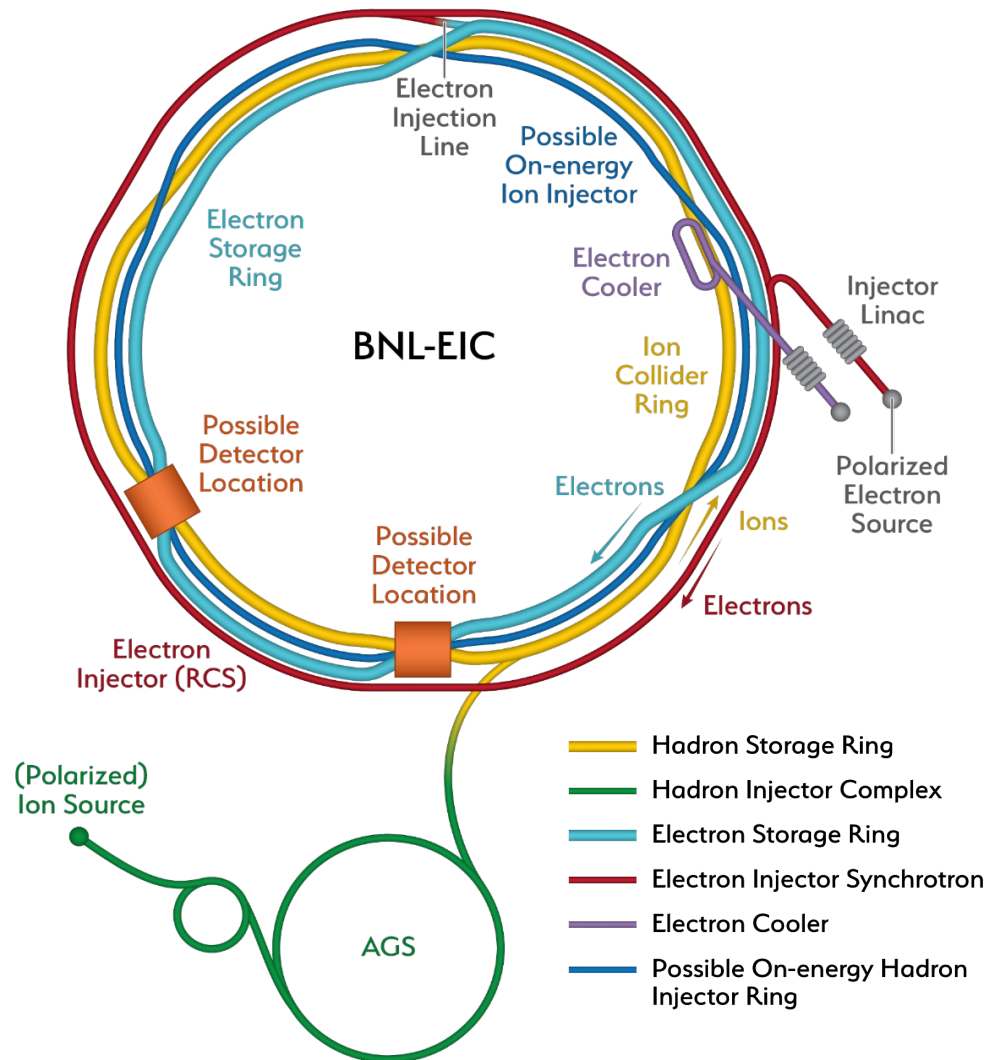 Electron
Injection
Line
Possible
On-energy
Ion Injector
Electron
Storage
Ring
Electron
Cooler
Injector
Linac
BNL-EIC
Ion
Collider
Ring
Possible
Detector
Location
Polarized
Electron
Source
Electrons
Ions
Possible
Detector
Location
Electrons
Electron
Injector (RCS)
(Polarized)
Ion Source
AGS
Hadron Storage Ring
Hadron Injector Complex
Electron Storage Ring
Electron Injector Synchrotron
Electron Cooler
Possible On-energy Hadron
Injector Ring